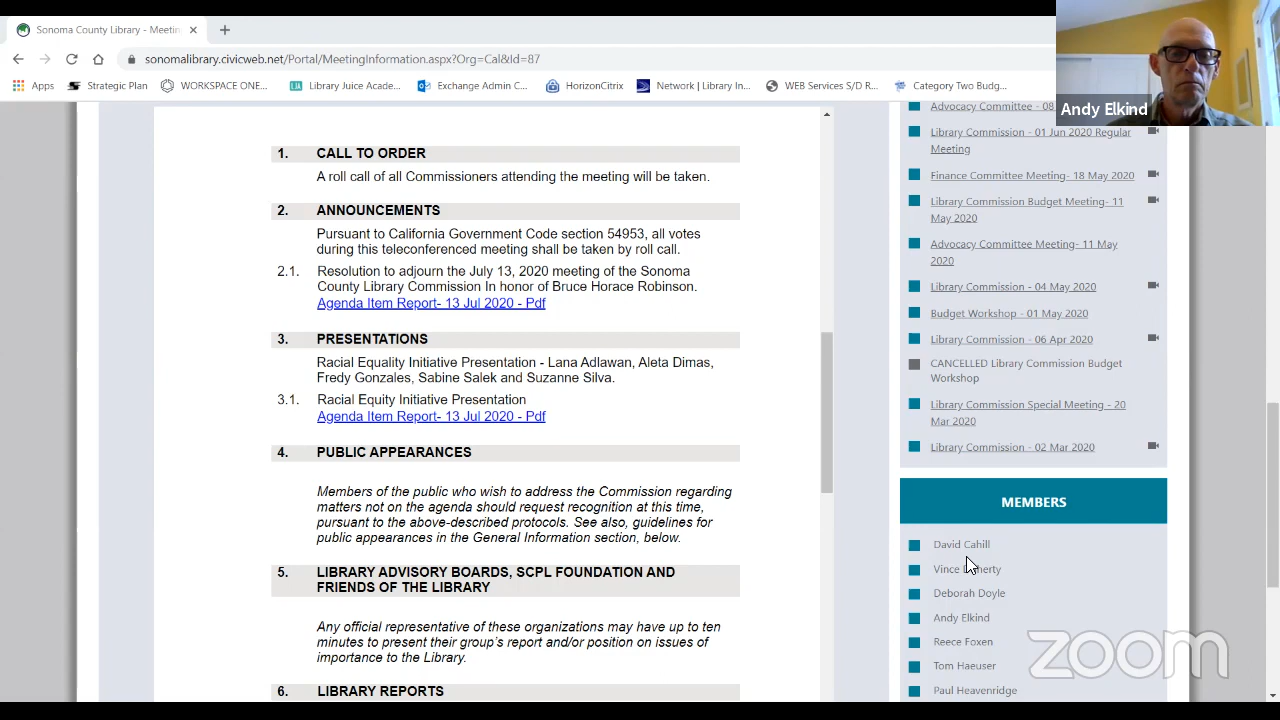 Sonoma County Library - Meetin
sonomalibrary.civicweb.net/Portal/MeetingInformation.aspx?Org=Cal&Id=87
Apps
Strategic Plan
WORKSPACE ONE...
Library Juice Acade...
Exchange Admin C...
HorizonCitrix
Network | Library In...
WEB Services S/D R...
Category Two Budg...
Andy Elkind
1. CALL TO ORDER
A roll call of all Commissioners attending the meeting will be taken.
2. ANNOUNCEMENTS
Pursuant to California Government Code section 54953, all votes
during this teleconferenced meeting shall be taken by roll call.
2.1. Resolution to adjourn the July 13, 2020 meeting of the Sonoma
County Library Commission In honor of Bruce Horace Robinson.
Agenda Item Report- 13 Jul 2020 - Pdf
3. PRESENTATIONS
Racial Equality Initiative Presentation - Lana Adlawan, Aleta Dimas,
Fredy Gonzales, Sabine Salek and Suzanne Silva.
3.1. Racial Equity Initiative Presentation
Agenda Item Report- 13 Jul 2020 - Pdf
4. PUBLIC APPEARANCES
Members of the public who wish to address the Commission regarding
matters not on the agenda should request recognition at this time,
pursuant to the above-described protocols. See also, guidelines for
public appearances in the General Information section, below.
5. LIBRARY ADVISORY BOARDS, SCPL FOUNDATION AND
FRIENDS OF THE LIBRARY
Any official representative of these organizations may have up to ten
minutes to present their group's report and/or position on issues of
importance to the Library.
6. LIBRARY REPORTS
Advocacy Committee - 08
Library Commission - 01 Jun 2020 Regular
Meeting
Finance Committee Meeting- 18 May 2020
Library Commission Budget Meeting- 11
May 2020
Advocacy Committee Meeting- 11 May
2020
Library Commission - 04 May 2020
Budget Workshop - 01 May 2020
Library Commission - 06 Apr 2020
CANCELLED Library Commission Budget
Workshop
Library Commission Special Meeting - 20
Mar 2020
Library Commission - 02 Mar 2020
MEMBERS
David Cahill
Vince
Deborah Doyle
Andy Elkind
Reece Foxen
Tom Haeuser
Paul Heavenridge
zoom